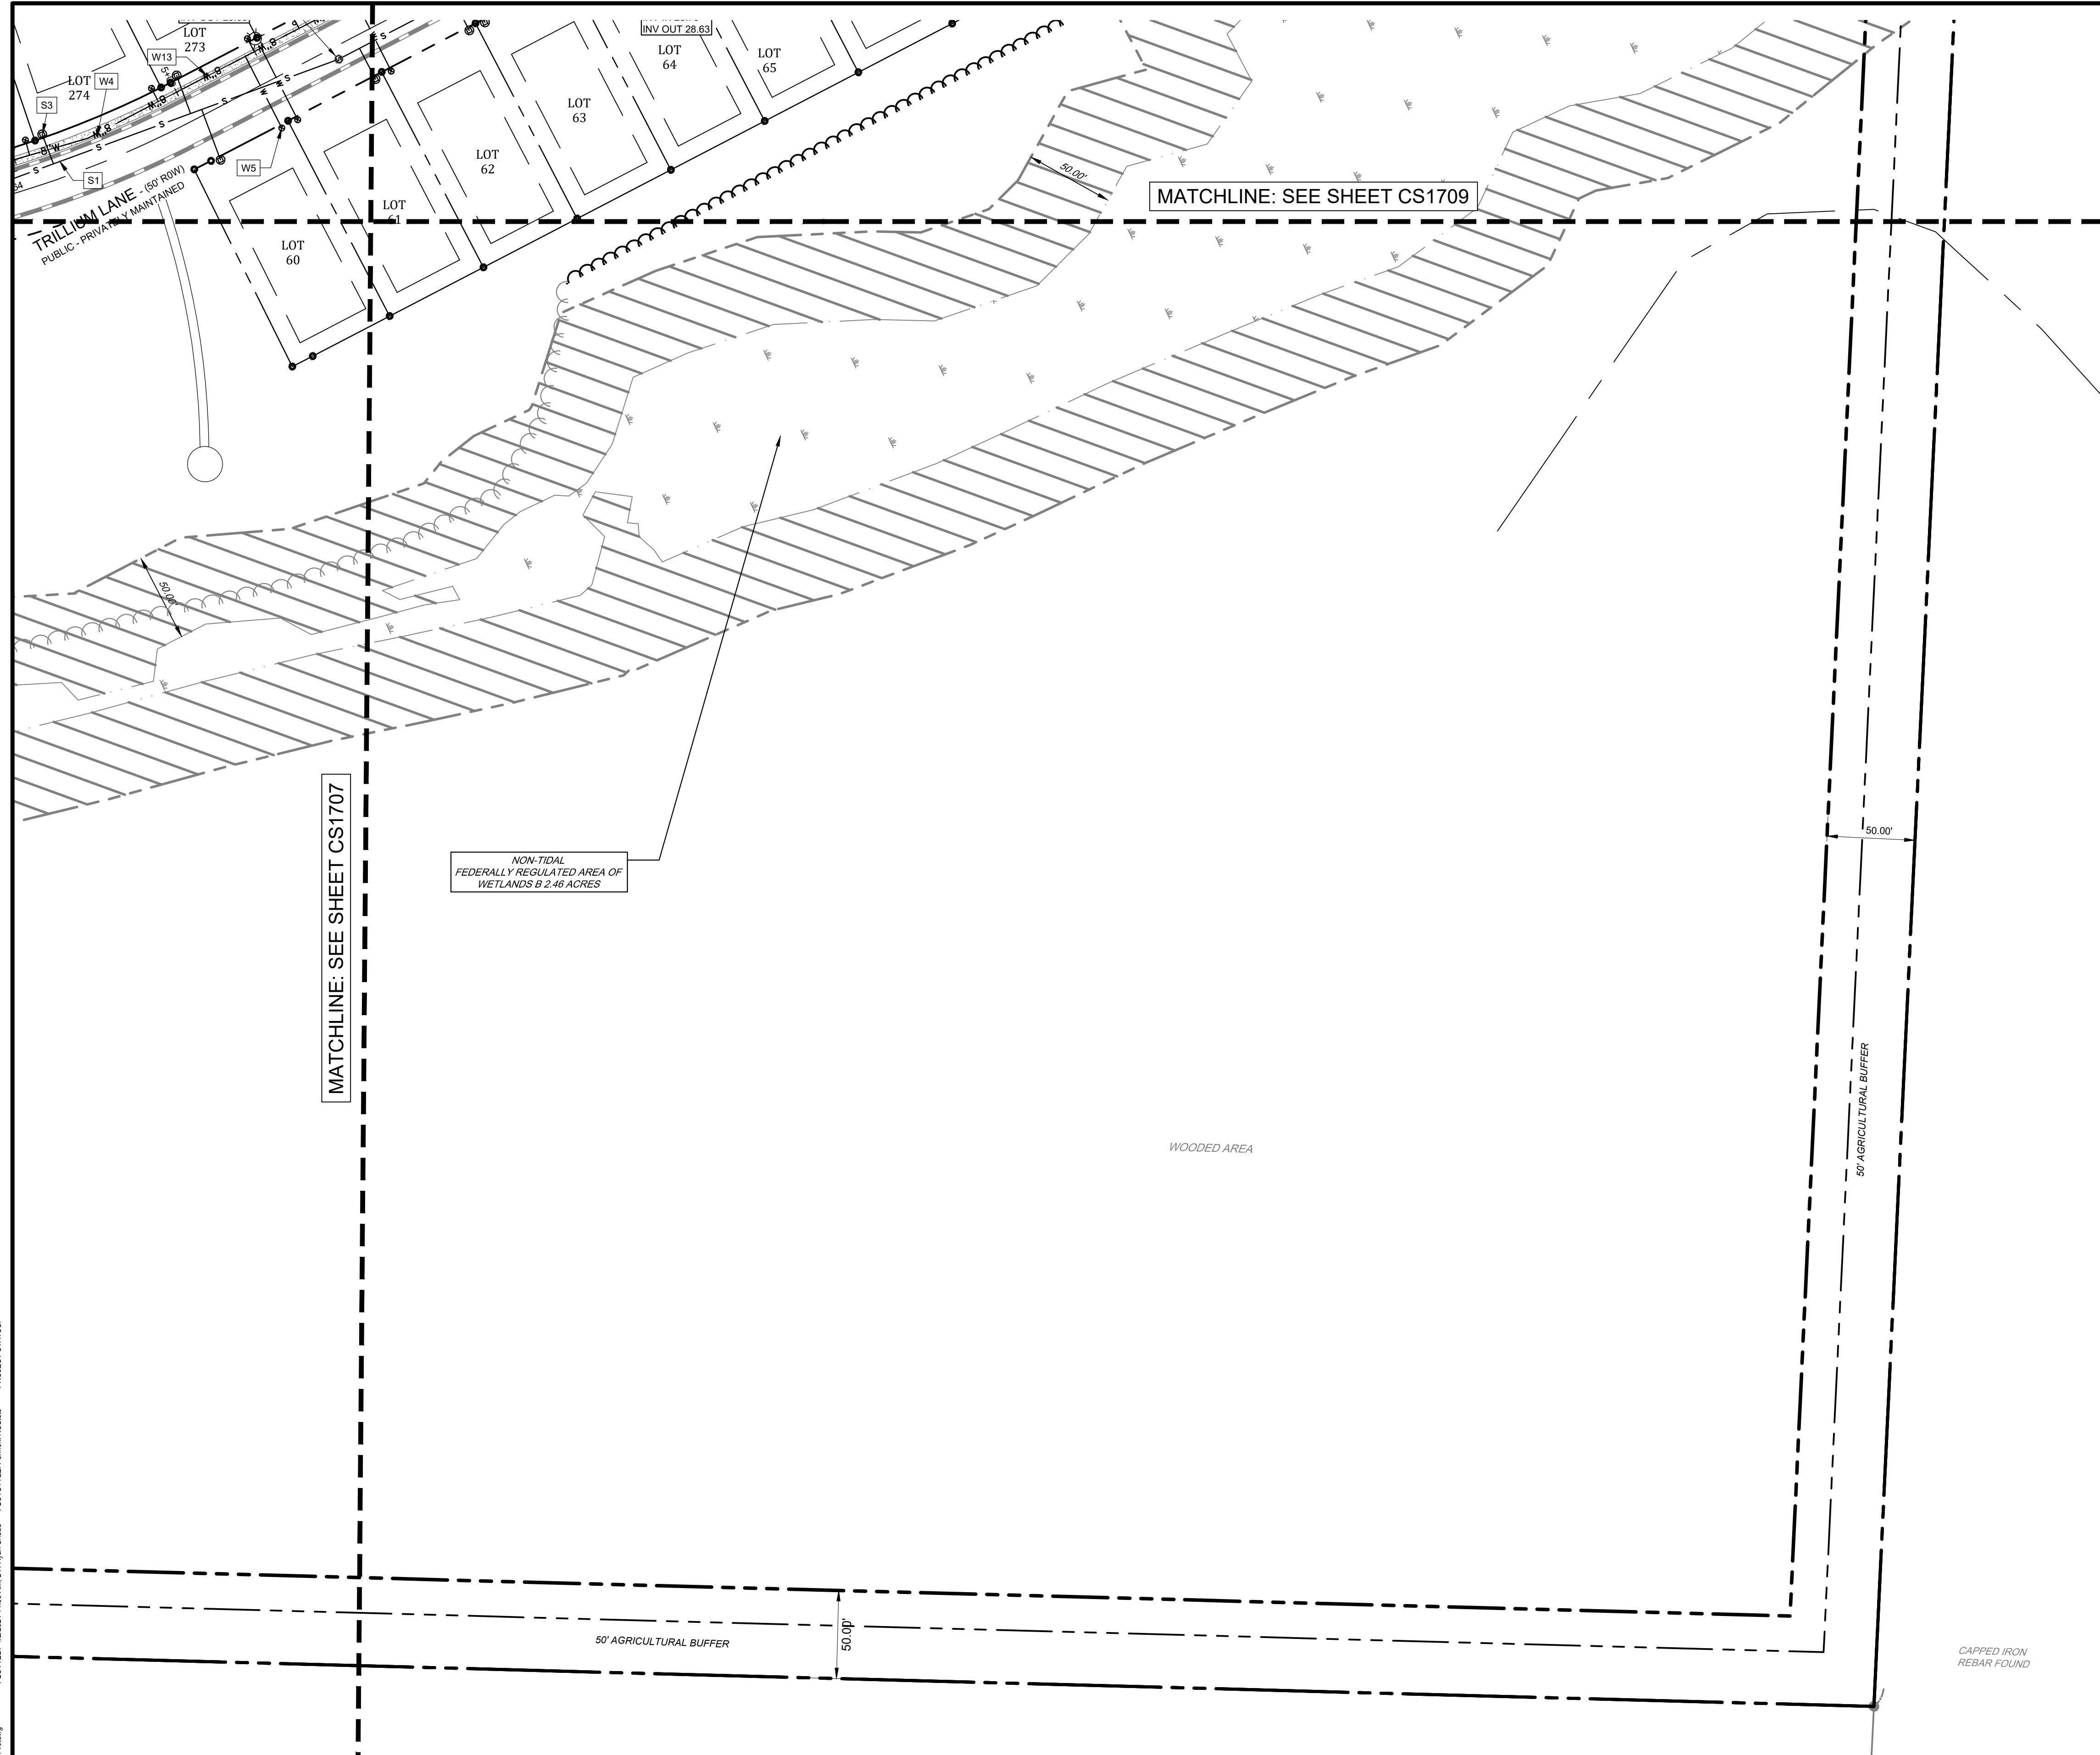 INV OUT 28.63
LOT
273
W13
LOT
274
W4
S3
S1
W5
LOT
64
LOT
65
LOT
63
LOT
62
LOT
61
LOT
60
TRILLIUM LANE - (50' ROW)
PUBLIC - PRIVATELY MAINTAINED
50.00'
MATCHLINE: SEE SHEET CS1709
50.00'
MATCHLINE: SEE SHEET CS1707
NON-TIDAL
FEDERALLY REGULATED AREA OF
WETLANDS B 2.46 ACRES
50.00'
50' AGRICULTURAL BUFFER
WOODED AREA
50' AGRICULTURAL BUFFER
50.00'
CAPPED IRON
REBAR FOUND